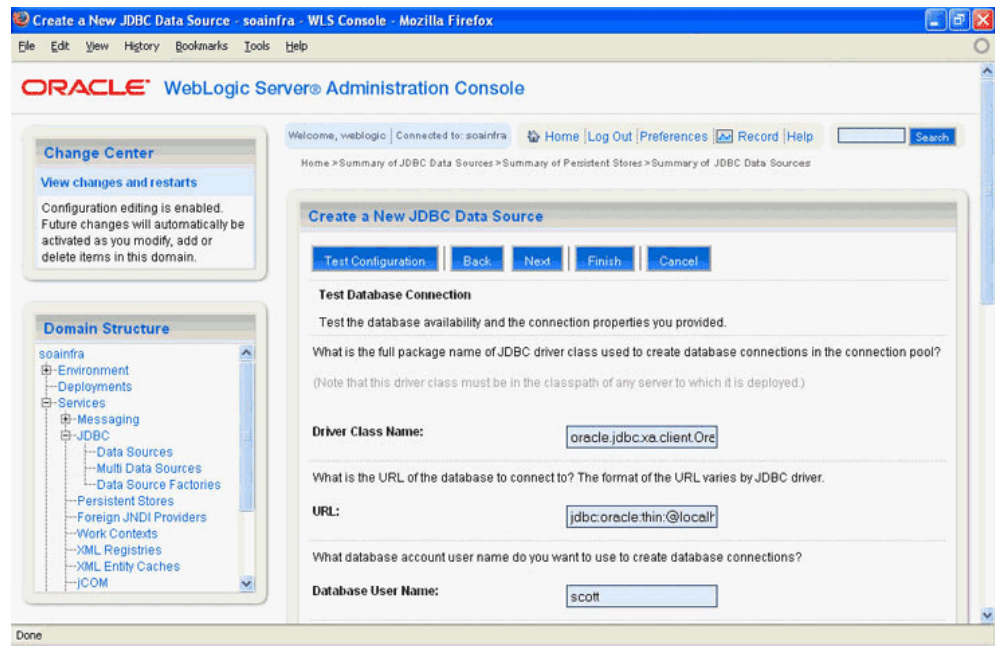 Create a New JDBC Data Source - soainfra - WLS Console - Mozilla Firefox
File Edit View History Bookmarks Tools Help
ORACLE WebLogic Server® Administration Console
Change Center
View changes and restarts
Configuration editing is enabled.
Future changes will automatically be
activated as you modify, add or
delete items in this domain.
Domain Structure
soainfra
Environment
Deployments
Services
Messaging
JDBC
Data Sources
Multi Data Sources
Data Source Factories
Persistent Stores
Foreign JNDI Providers
Work Contexts
XML Registries
XML Entity Caches
jCOM
Welcome, weblogic Connected to: soainfra Home Log Out Preferences Record Help Search
Home >Summary of JDBC Data Sources >Summary of Persistent Stores >Summary of JDBC Data Sources
Create a New JDBC Data Source
Test Configuration Back Next Finish Cancel
Test Database Connection
Test the database availability and the connection properties you provided.
What is the full package name of JDBC driver class used to create database connections in the connection pool?
(Note that this driver class must be in the classpath of any server to which it is deployed.)
Driver Class Name: oracle.jdbc.xa.client.Ora
What is the URL of the database to connect to? The format of the URL varies by JDBC driver.
URL: jdbc:oracle:thin:@localh
What database account user name do you want to use to create database connections?
Database User Name: scott
Done